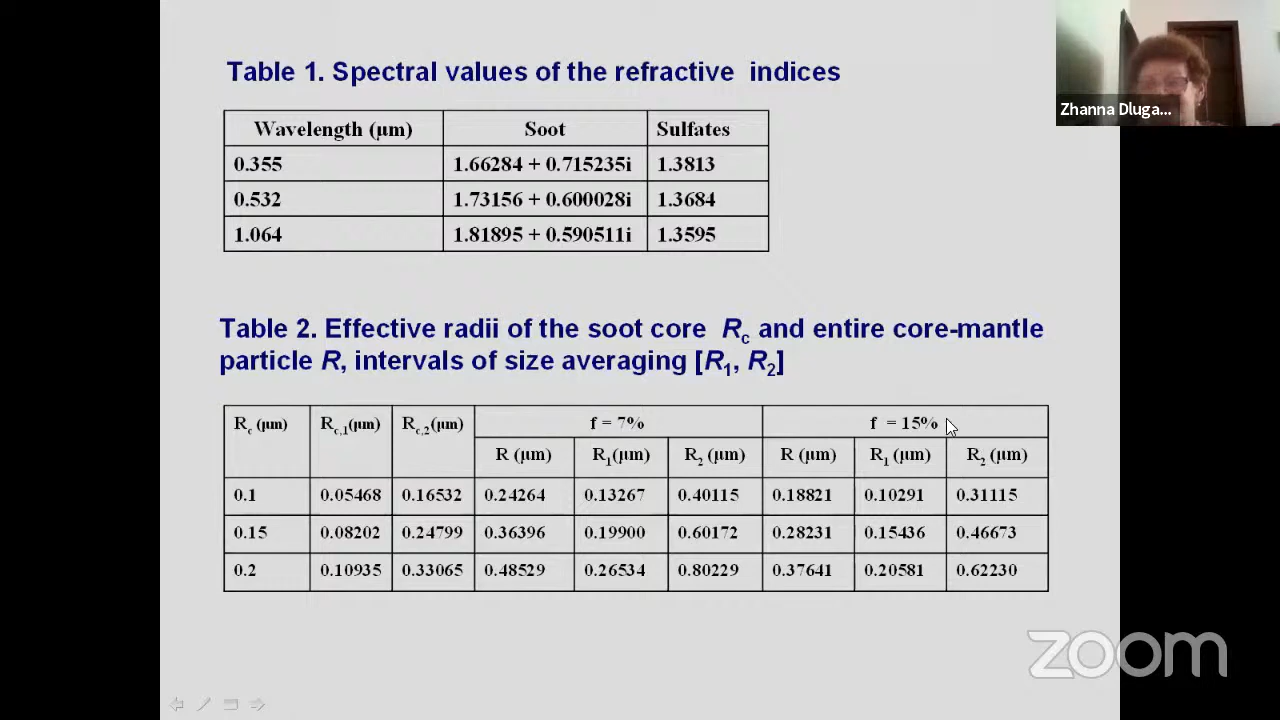 Table 1. Spectral values of the refractive indices
Wavelength (μm) Soot Sulfates
0.355 1.66284 + 0.715235i 1.3813
0.532 1.73156 + 0.600028i 1.3684
1.064 1.81895 + 0.590511i 1.3595
Table 2. Effective radii of the soot core Rc and entire core-mantle
particle R, intervals of size averaging [R1, R2]
Rc (μm) Rc,1(μm) Rc,2(μm) f = 7% f = 15%
R (μm) R1(μm) R2 (μm) R (μm) R1 (μm) R2 (μm)
0.1 0.05468 0.16532 0.24264 0.13267 0.40115 0.18821 0.10291 0.31115
0.15 0.08202 0.24799 0.36396 0.19900 0.60172 0.28231 0.15436 0.46673
0.2 0.10935 0.33065 0.48529 0.26534 0.80229 0.37641 0.20581 0.62230
Zhanna Dluga...
zoom